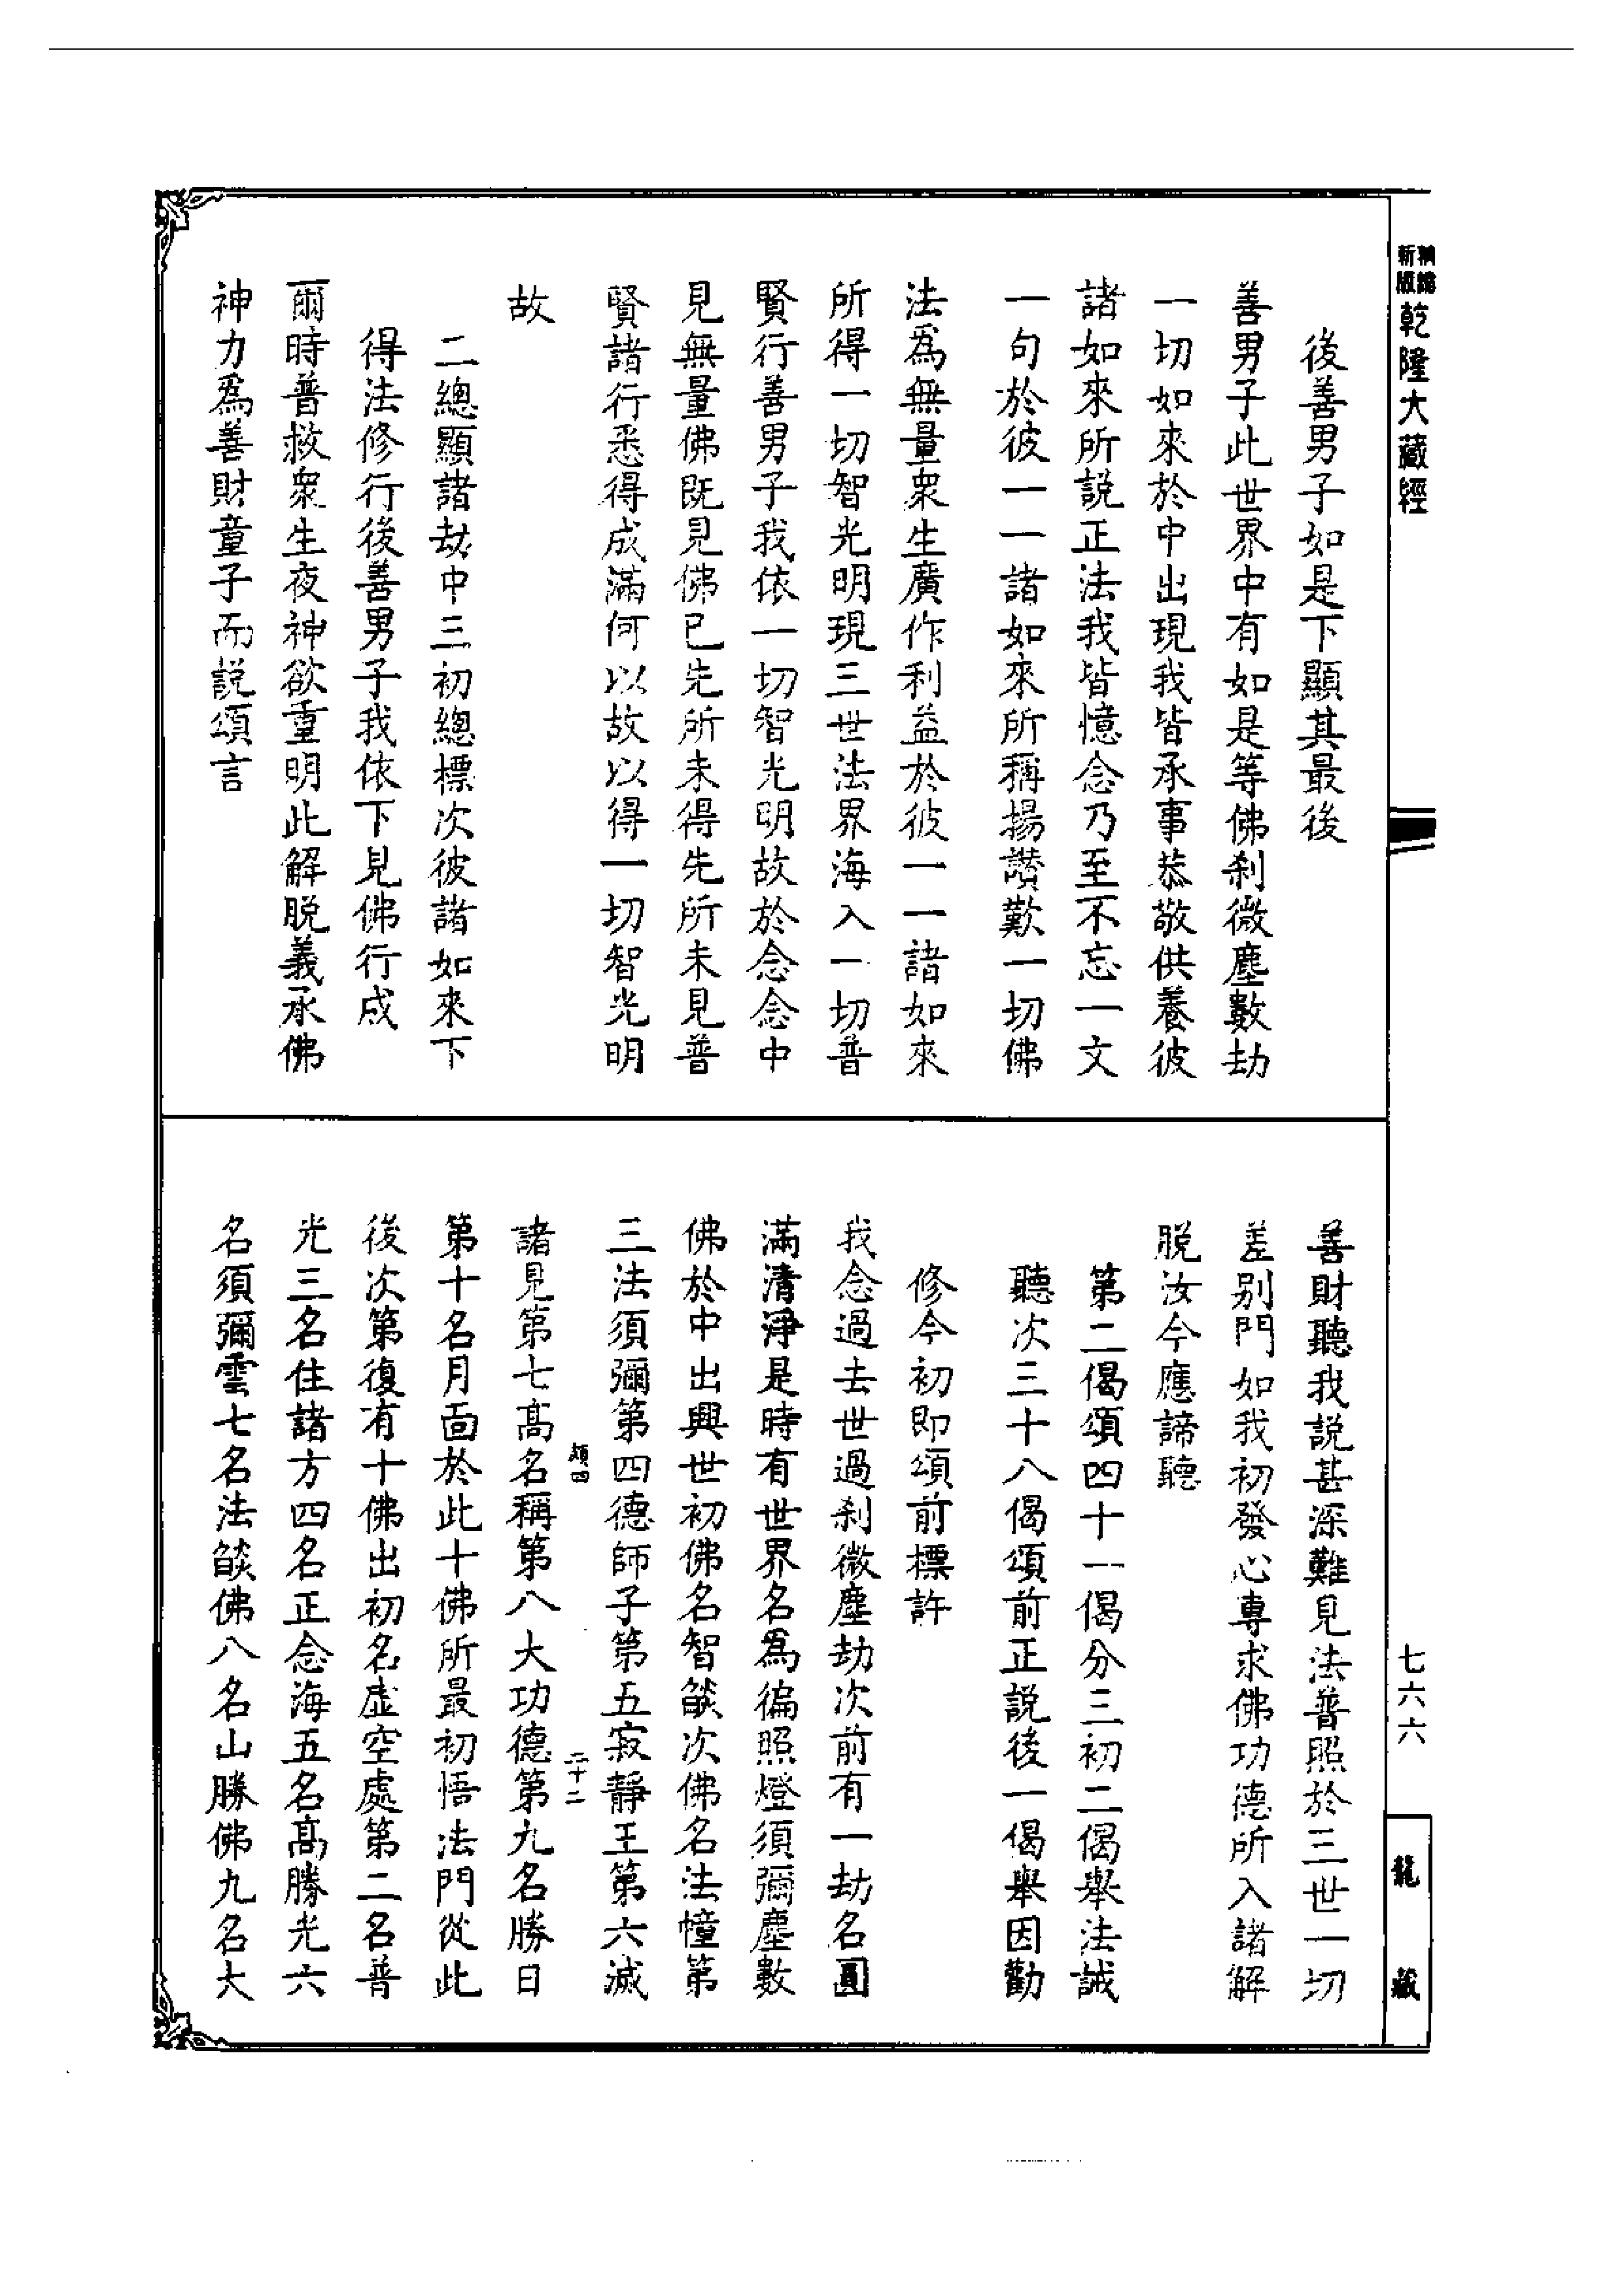 新版
精縮
乾隆大藏經
後善男子如是下顯其最後
善男子此世界中有如是等佛刹微塵數劫
一切如來於中出現我皆承事恭敬供養彼
諸如來所説正法我皆憶念乃至不忘一文
一句於彼一一諸如來所稱揚讚歎一切佛
法爲無量衆生廣作利益於彼一一諸如來
所得一切智光明現三世法界海入一切普
賢行善男子我依一切智光明故於念念中
見無量佛既見佛已先所未得先所未見普
賢諸行悉得成滿何以故以得一切智光明
故
二總顯諸劫中三初總標次彼諸如來下
得法修行後善男子我依下見佛行成
爾時普救衆生夜神欲重明此解脱義承佛
神力爲善財童子而説頌言
善財聽我説甚深難見法普照於三世一切
差别門如我初發心專求佛功德所入諸解
脱汝今應諦聽
第二偈頌四十一偈分三初二偈舉法誡
聽次三十八偈頌前正説後一偈舉因勸
修今初即頌前標許
我念過去世過刹微塵劫次前有一劫名圓
滿清淨是時有世界名爲徧照燈須彌塵數
佛於中出興世初佛名智燄次佛名法幢第
三法須彌第四德師子第五寂靜王第六滅
諸見第七高名稱第八大功德第九名勝日
第十名月面於此十佛所最初悟法門從此
後次第復有十佛出初名虛空處第二名普
光三名住諸方四名正念海五名高勝光六
名須彌雲七名法燄佛八名山勝佛九名大
七六六
龍藏